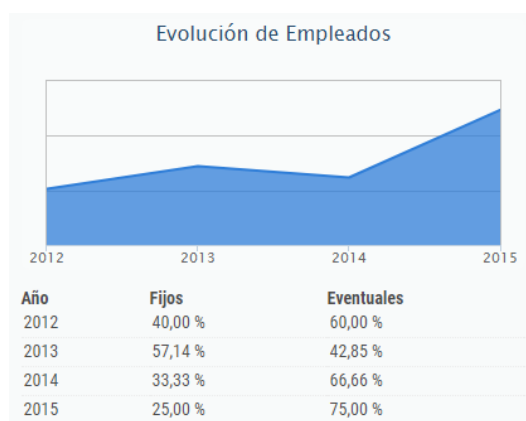 Evolución de Empleados
2012 2013 2014 2015
Año Fijos Eventuales
2012 40,00 % 60,00 %
2013 57,14 % 42,85 %
2014 33,33 % 66,66 %
2015 25,00 % 75,00 %